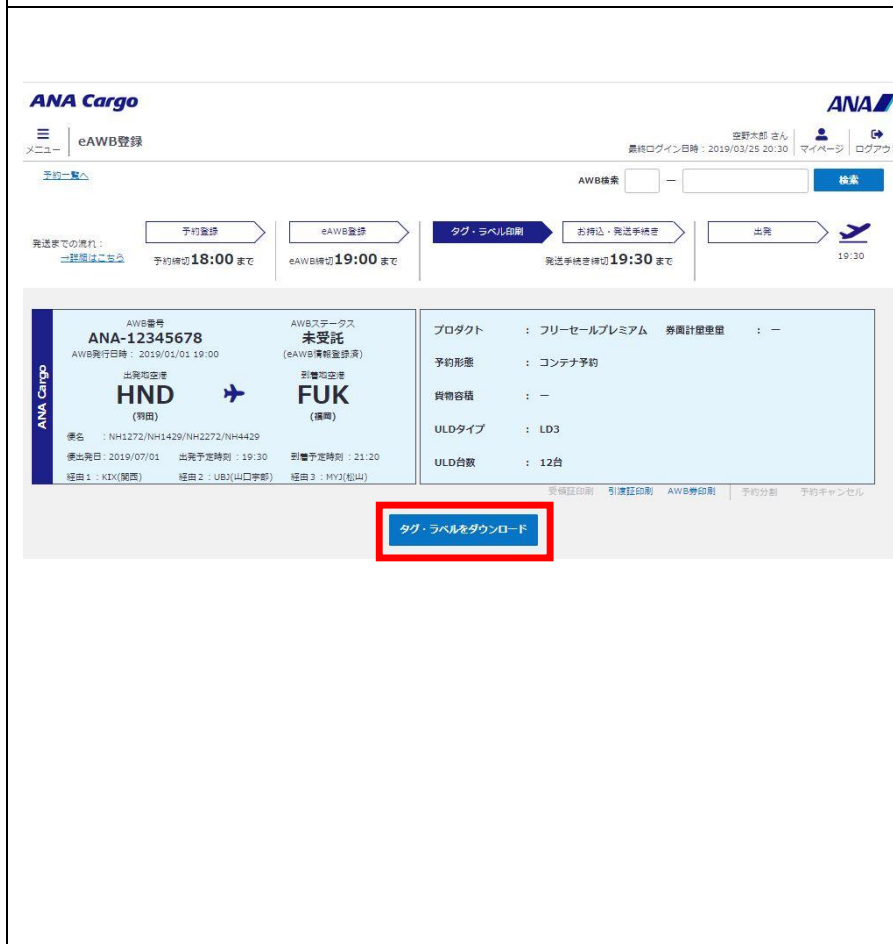 ANA Cargo
ANA
メニュー
eAWB登録
空野太郎 さん
最終ログイン日時：2019/03/25 20:30
マイページ
ログアウ
予約一覧へ
AWB検索
－
検索
発送までの流れ：
→詳細はこちら
予約登録
eAWB登録
タグ・ラベル印刷
お持込・発送手続き
出発
予約締切18:00 まで
eAWB締切19:00 まで
発送手続き締切19:30 まで
19:30
ANA Cargo
AWB番号
ANA-12345678
AWB発行日時： 2019/01/01 19:00
AWBステータス
未受託
(eAWB情報登録済)
出発地空港
HND
(羽田)
到着地空港
FUK
(福岡)
便名 ：NH1272/NH1429/NH2272/NH4429
便出発日：2019/07/01 出発予定時刻 ：19:30 到着予定時刻 ：21:20
経由1 ：KIX(関西) 経由2 ：UBJ(山口宇部) 経由3 ：MYJ(松山)
プロダクト ： フリーセールプレミアム 券面計量重量 ： －
予約形態 ： コンテナ予約
貨物容積 ： －
ULDタイプ ： LD3
ULD台数 ： 12台
受領証印刷 引渡証印刷 AWB券印刷 予約分割 予約キャンセル
タグ・ラベルをダウンロード